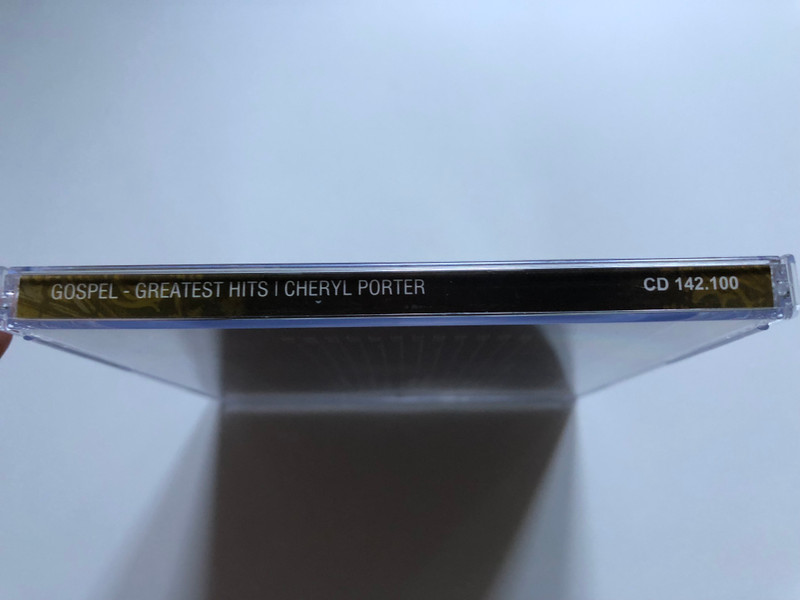 GOSPEL - GREATEST HITS | CHERYL PORTER CD 142.100